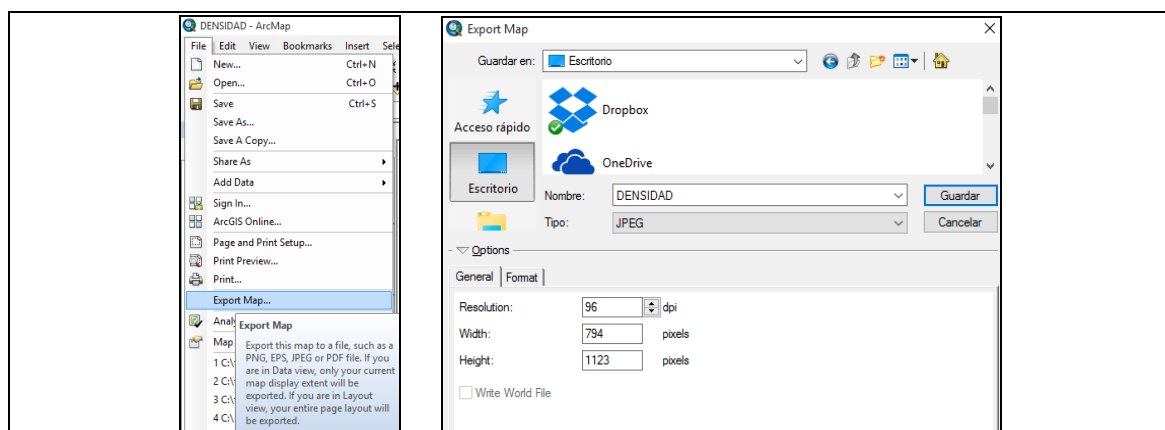 DENSIDAD - ArcMap
File Edit View Bookmarks Insert
New... Ctrl+N
Open... Ctrl+O
Save Ctrl+S
Save As...
Save A Copy...
Share As
Add Data
Sign In...
ArcGIS Online...
Page and Print Setup...
Print Preview...
Print...
Export Map...
Export Map
Map
Export this map to a file, such as a
PNG, EPS, JPEG or PDF file. If you
are in Data view, only your current
map display extent will be
exported. If you are in Layout
view, your entire page layout will
be exported.
1 C:\
2 C:\
3 C:\
4 C:\
Export Map
Guardar en: Escritorio
Acceso rápido
Escritorio
Dropbox
OneDrive
Nombre: DENSIDAD Guardar
Tipo: JPEG Cancelar
Options
General Format
Resolution: 96 dpi
Width: 794 pixels
Height: 1123 pixels
Write World File